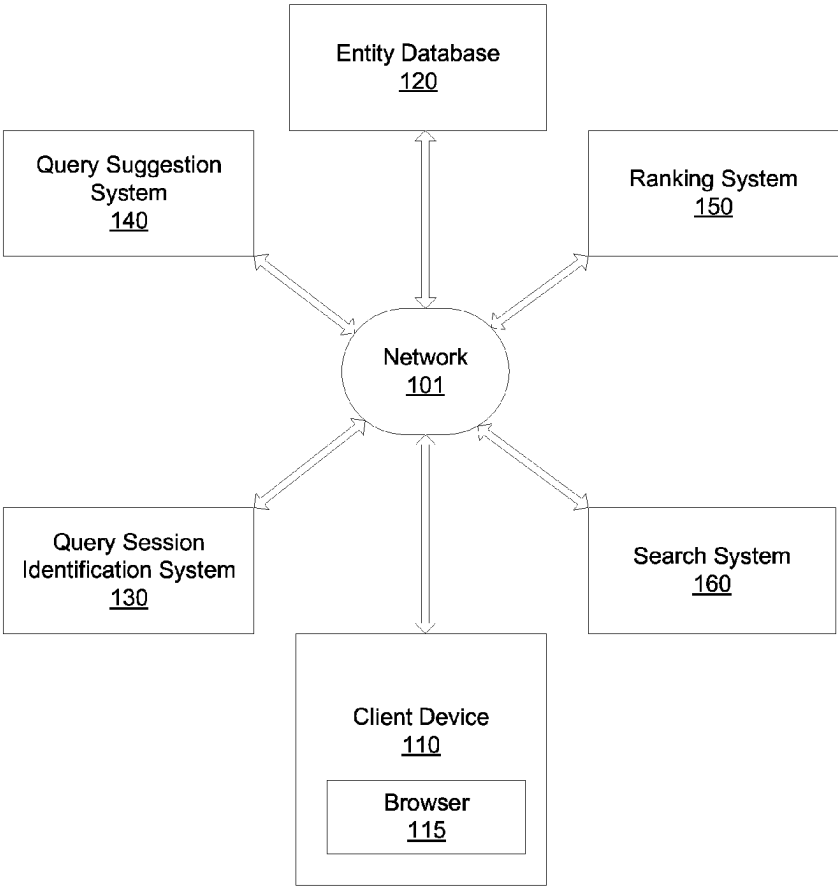 Entity Database
120
Query Suggestion
System
140
Ranking System
150
Network
101
Query Session
Identification System
130
Search System
160
Client Device
110
Browser
115